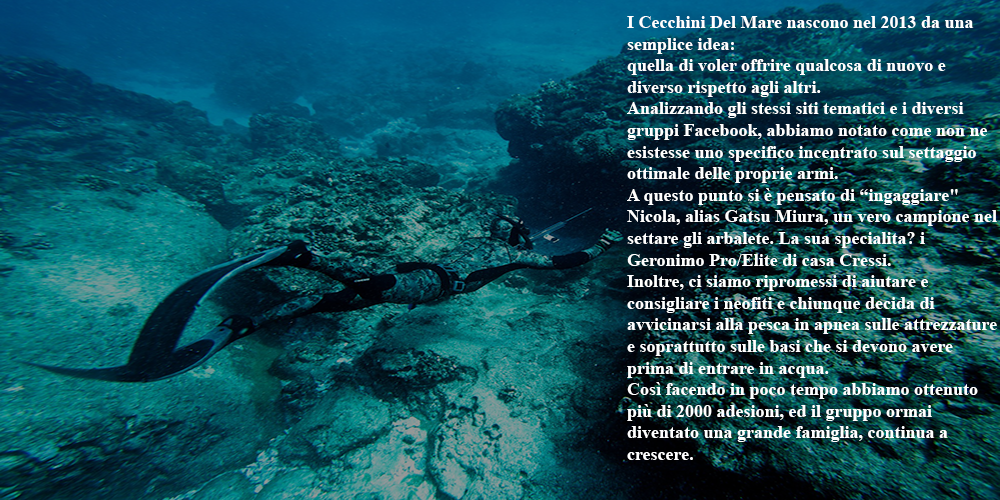 I Cecchini Del Mare nascono nel 2013 da una
semplice idea:
quella di voler offrire qualcosa di nuovo e
diverso rispetto agli altri.
Analizzando gli stessi siti tematici e i diversi
gruppi Facebook, abbiamo notato come non ne
esistesse uno specifico incentrato sul settaggio
ottimale delle proprie armi.
A questo punto si è pensato di “ingaggiare"
Nicola, alias Gatsu Miura, un vero campione nel
settare gli arbalete. La sua specialita? i
Geronimo Pro/Elite di casa Cressi.
Inoltre, ci siamo ripromessi di aiutare e
consigliare i neofiti e chiunque decida di
avvicinarsi alla pesca in apnea sulle attrezzature
e soprattutto sulle basi che si devono avere
prima di entrare in acqua.
Così facendo in poco tempo abbiamo ottenuto
più di 2000 adesioni, ed il gruppo ormai
diventato una grande famiglia, continua a
crescere.